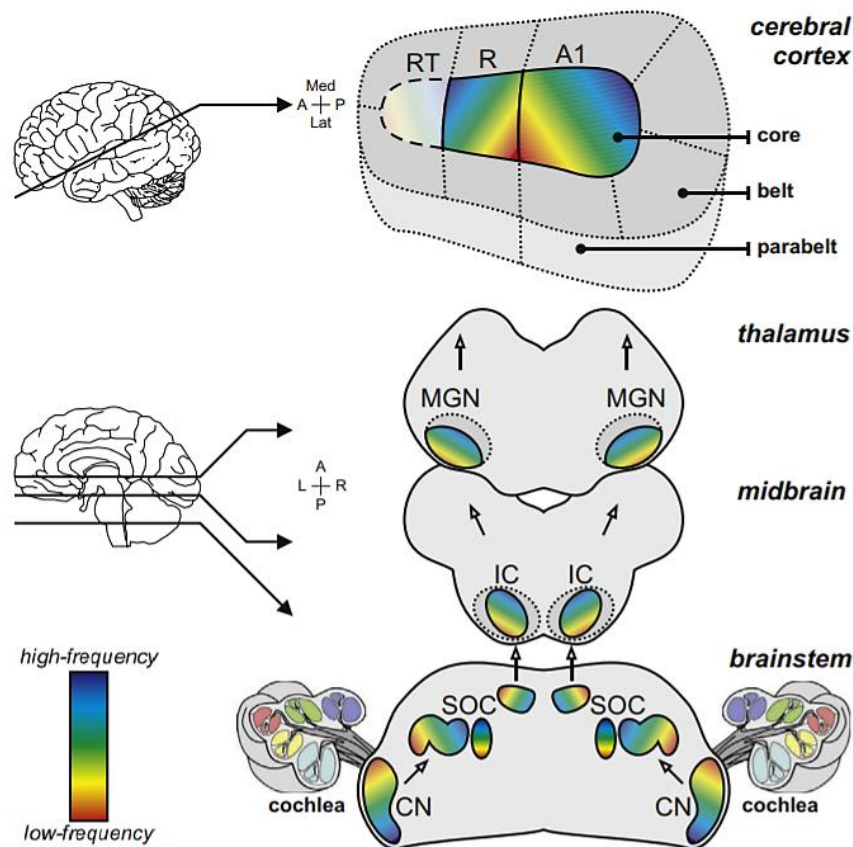 cerebral
cortex
RT R A1
Med
A P
Lat
core
belt
parabelt
thalamus
MGN MGN
A
L R
P
midbrain
IC IC
high-frequency
brainstem
SOC SOC
cochlea CN CN cochlea
low-frequency